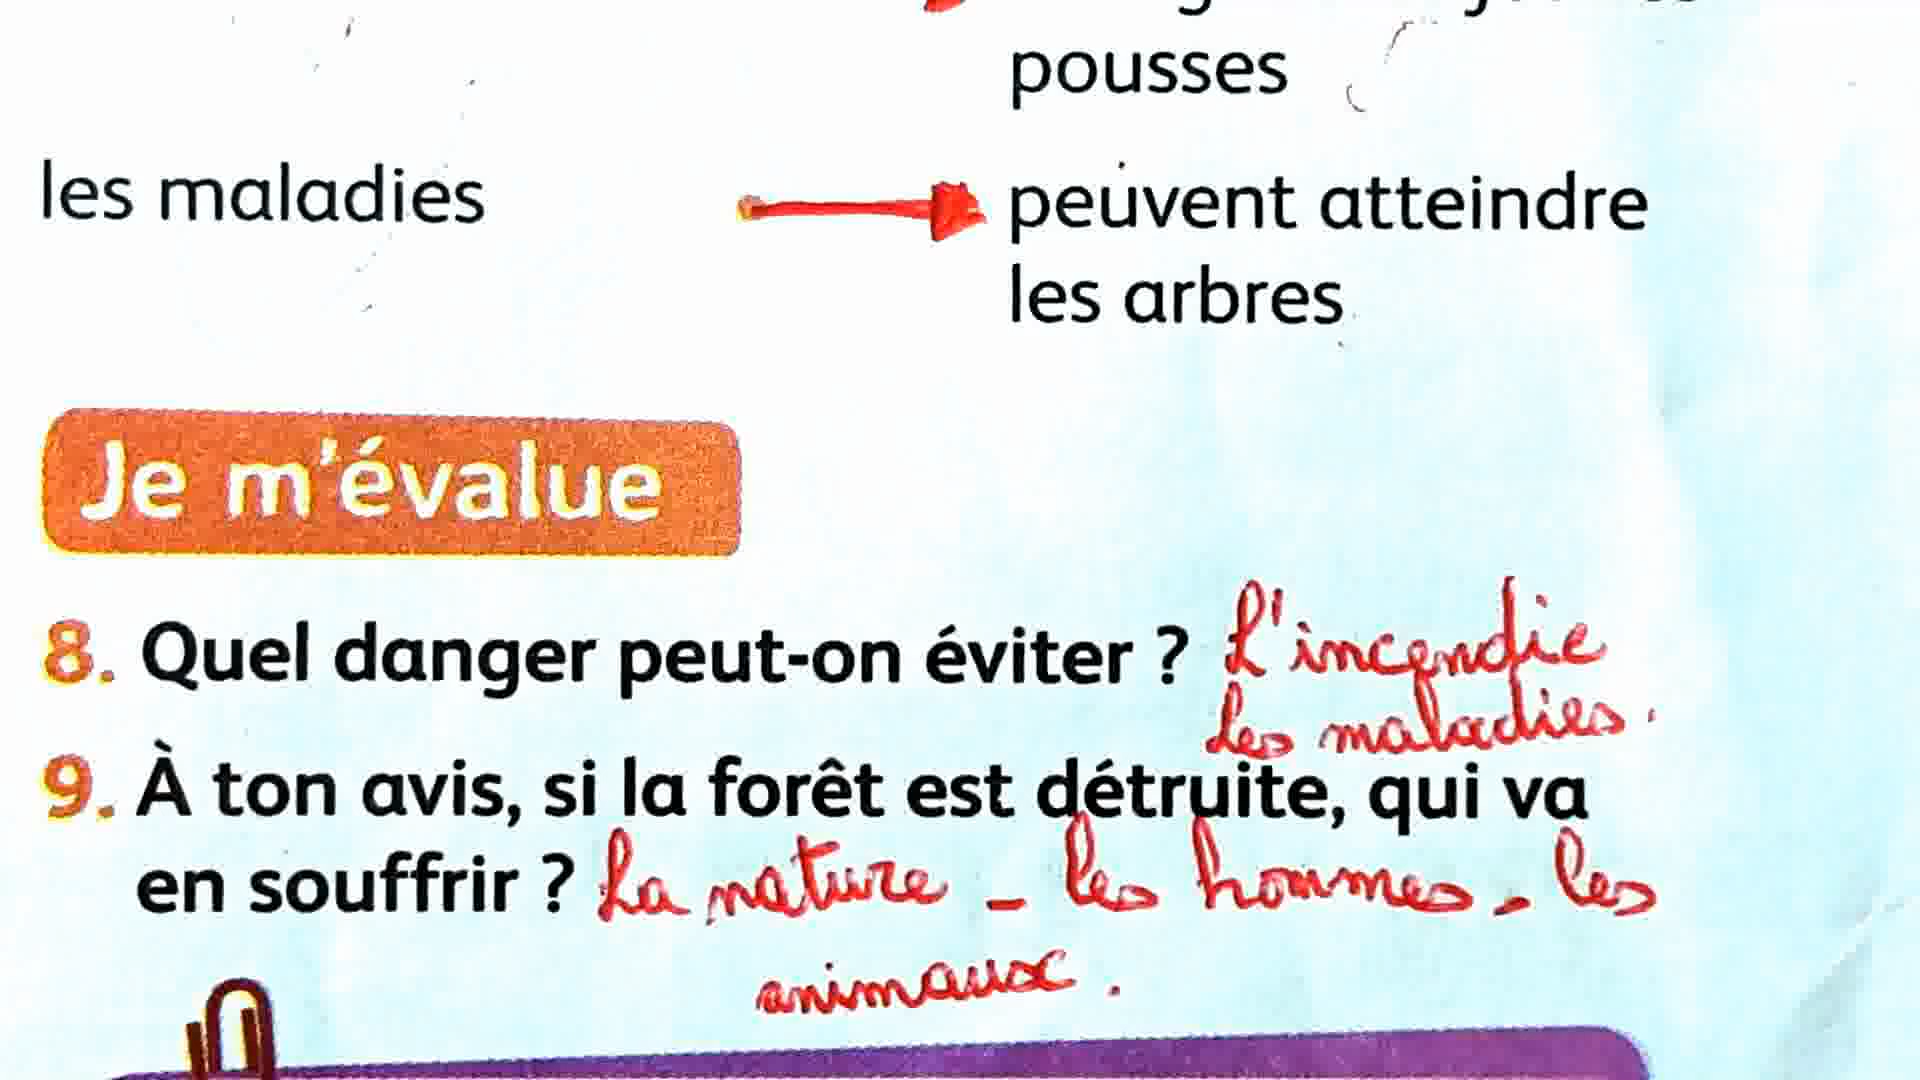 pousses
les maladies
peuvent atteindre
les arbres
Je m'évalue
8. Quel danger peut-on éviter ? L'incendie
les maladies.
9. À ton avis, si la forêt est détruite, qui va
en souffrir ? La nature - les hommes - les
animaux.